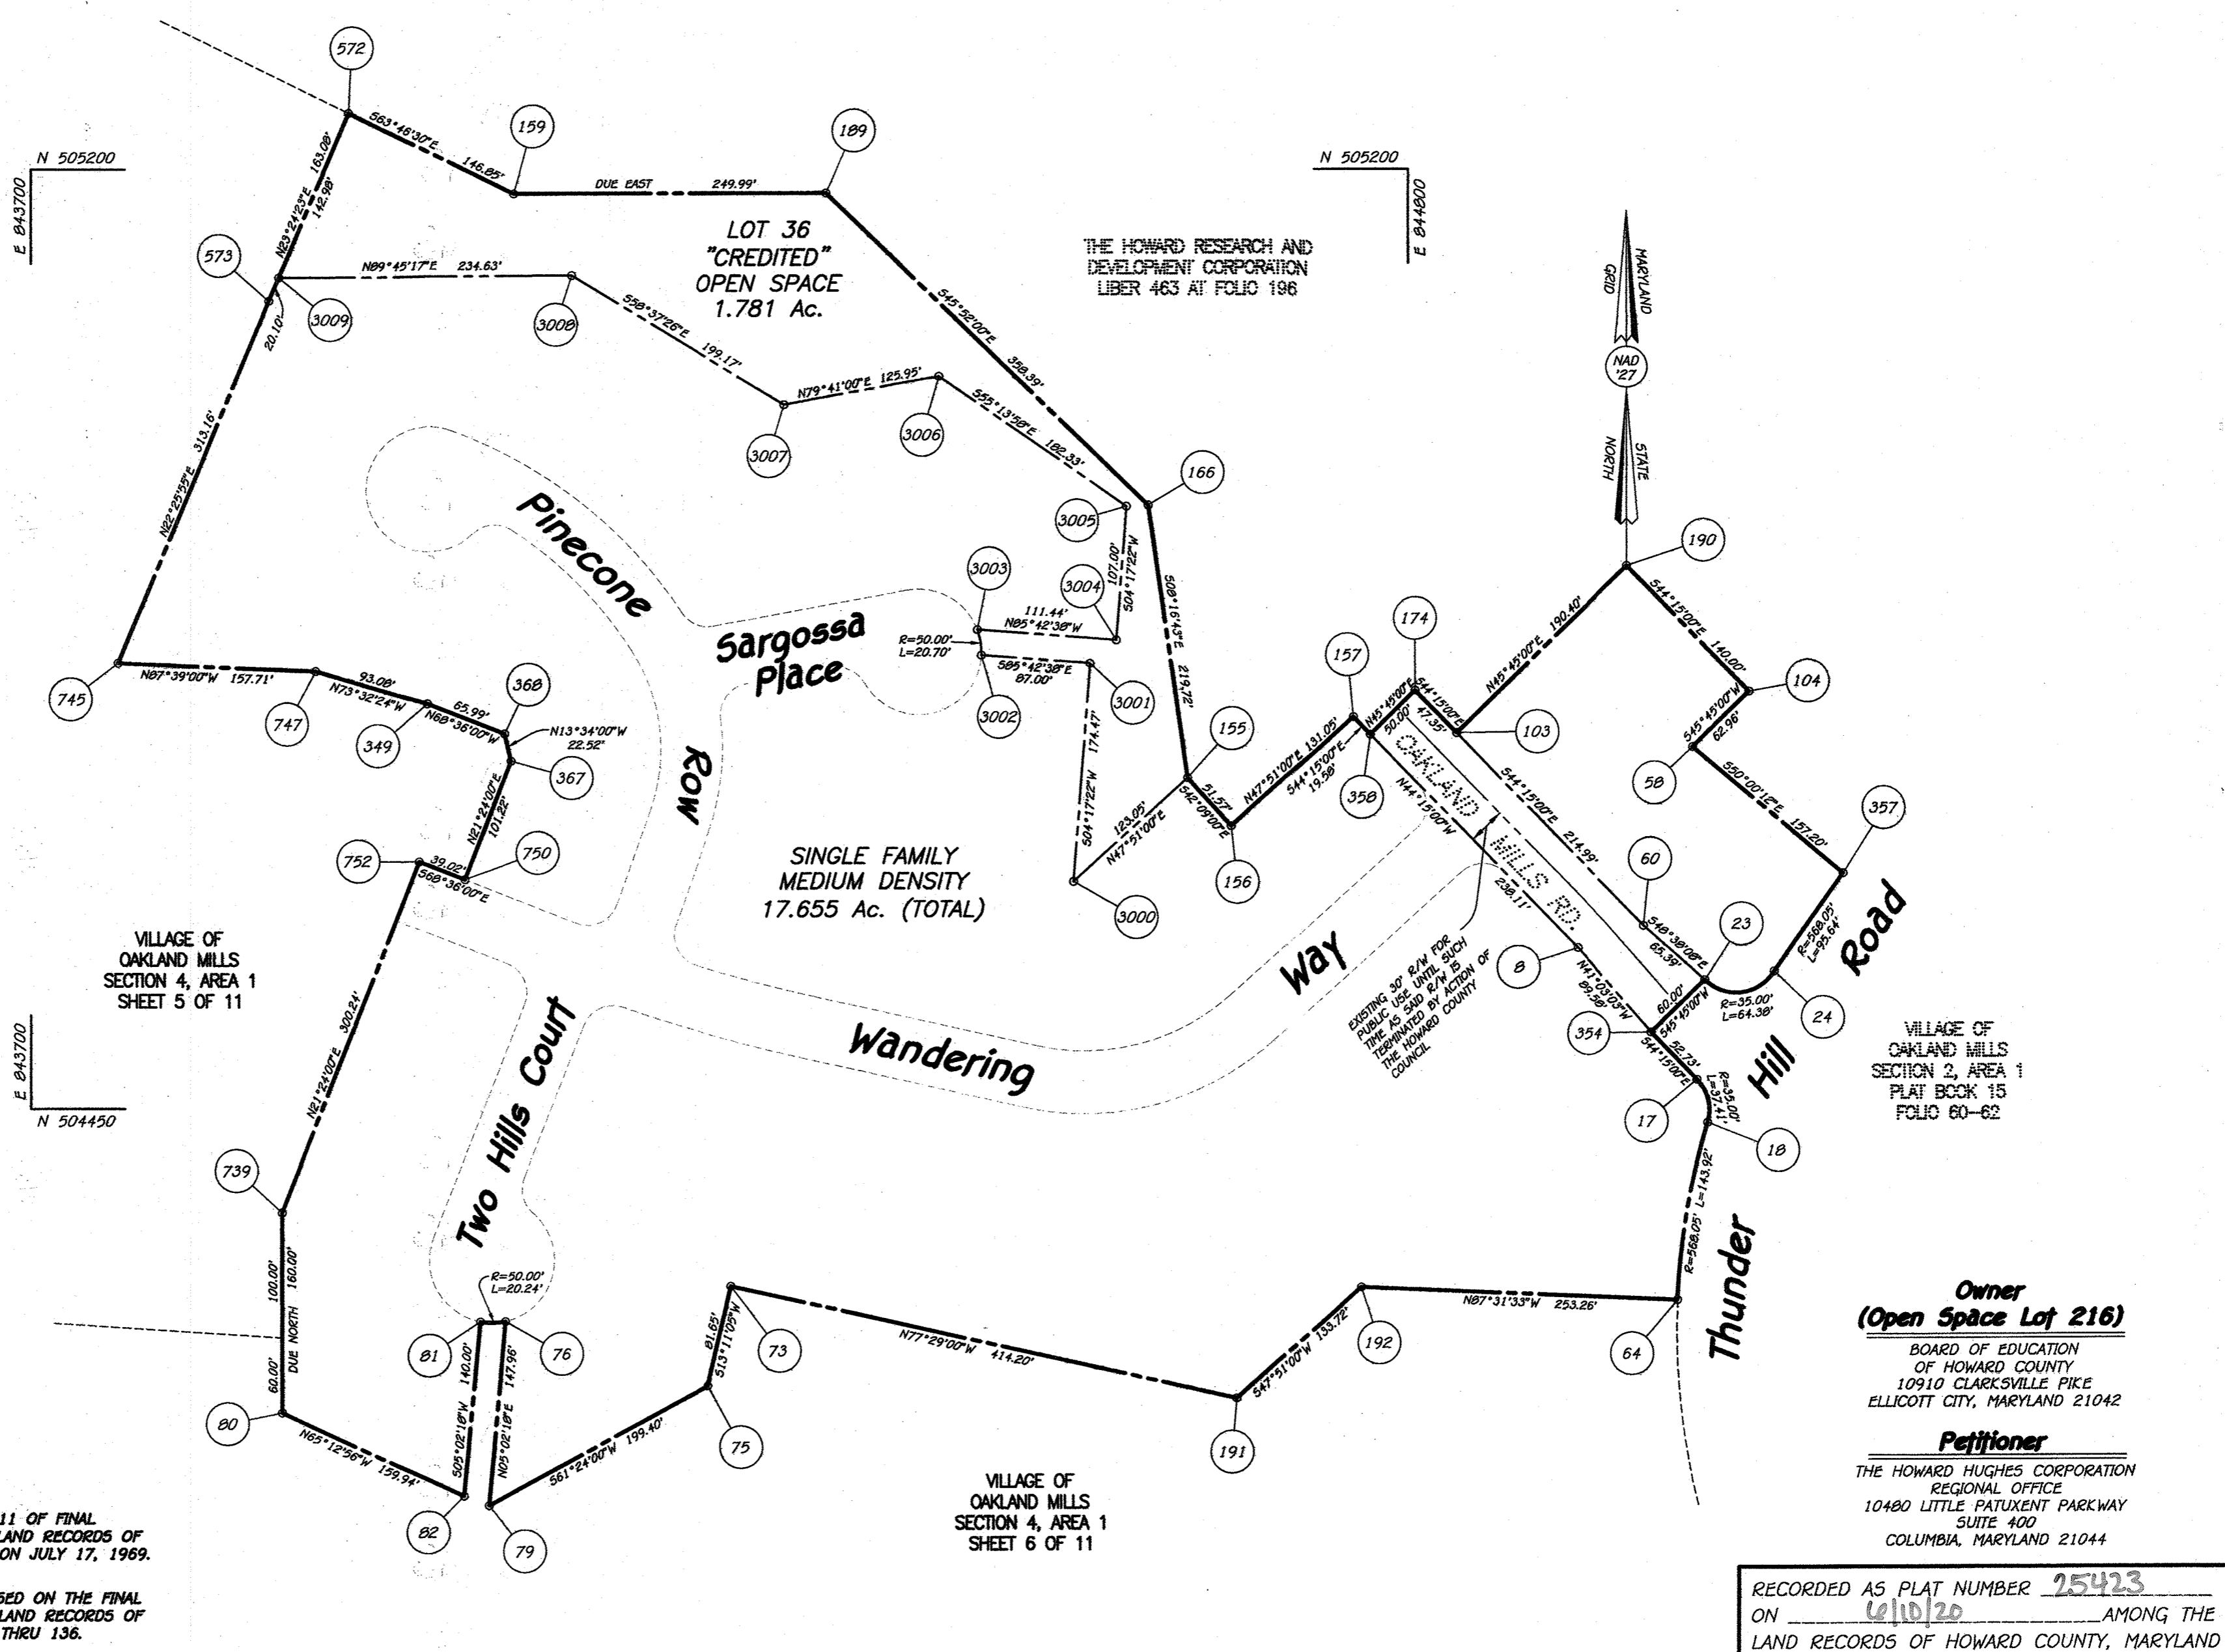 572
S63°46'30"E
146.85'
159
DUE EAST 249.99'
189
N 505200
E 843700
N 505200
E 844800
N23°24'23"E 163.08'
142.98'
573
20.10'
3009
N89°45'17"E 234.63'
3008
LOT 36
"CREDITED"
OPEN SPACE
1.781 Ac.
THE HOWARD RESEARCH AND
DEVELOPMENT CORPORATION
LIBER 463 AT FOLIO 196
S45°52'00"E 358.39'
S58°37'26"E 199.17'
3007
N79°41'00"E 125.95'
3006
S55°13'58"E 182.33'
3005
166
MARYLAND
GRID
NAD
'27
STATE
NORTH
N22°25'55"E 313.16'
Pinecone
Row
Sargossa
Place
3003
3004
107.00'
S04°17'22"W
111.44'
N85°42'38"W
R=50.00'
L=20.70'
S85°42'38"E
87.00'
3002
3001
S04°17'22"W 174.47'
S08°16'43"E 219.72'
190
S44°15'00"E 140.00'
N45°45'00"E 190.40'
104
S45°45'00"W
62.96'
58
S50°00'12"E 157.20'
357
174
157
N45°45'00"E
50.00'
S44°15'00"E
47.35'
103
358
N47°51'00"E 131.05'
S44°15'00"E
19.58'
155
51.57'
S42°09'00"E
156
123.05'
N47°51'00"E
3000
OAKLAND MILLS RD.
N44°15'00"W 238.11'
S44°15'00"E 214.99'
60
S48°38'08"E
65.39'
23
8
N41°03'03"W
89.58'
60.00'
S45°45'00"W
R=35.00'
L=64.38'
24
R=568.05'
L=95.64'
354
52.73'
S44°15'00"E
17
R=35.00'
L=37.41'
18
Thunder
Hill
Road
745
N87°39'00"W 157.71'
747
93.08'
N73°32'24"W
349
65.99'
N68°36'00"W
368
N13°34'00"W
22.52'
367
N21°24'00"E
101.22'
752
39.02'
S68°36'00"E
750
SINGLE FAMILY
MEDIUM DENSITY
17.655 Ac. (TOTAL)
VILLAGE OF
OAKLAND MILLS
SECTION 4, AREA 1
SHEET 5 OF 11
EXISTING 30' R/W FOR
PUBLIC USE UNTIL SUCH
TIME AS SAID R/W IS
TERMINATED BY ACTION OF
THE HOWARD COUNTY
COUNCIL
Wandering
Way
Two Hills Court
E 843700
N 504450
N21°24'00"E 300.24'
739
100.00'
60.00'
DUE NORTH 160.00'
80
N65°12'56"W 159.94'
82
81
R=50.00'
L=20.24'
76
S05°02'18"W 140.00'
N05°02'18"E 147.96'
79
S61°24'00"W 199.40'
75
81.65'
S13°11'05"W
73
N77°29'00"W 414.20'
191
S47°51'00"W 133.72'
192
N87°31'33"W 253.26'
64
R=568.05' L=143.92'
VILLAGE OF
OAKLAND MILLS
SECTION 2, AREA 1
PLAT BOOK 15
FOLIO 60-62
VILLAGE OF
OAKLAND MILLS
SECTION 4, AREA 1
SHEET 6 OF 11
Owner
(Open Space Lot 216)
BOARD OF EDUCATION
OF HOWARD COUNTY
10910 CLARKSVILLE PIKE
ELLICOTT CITY, MARYLAND 21042
Petitioner
THE HOWARD HUGHES CORPORATION
REGIONAL OFFICE
10480 LITTLE PATUXENT PARKWAY
SUITE 400
COLUMBIA, MARYLAND 21044
11 OF FINAL
LAND RECORDS OF
ON JULY 17, 1969.
SED ON THE FINAL
LAND RECORDS OF
THRU 136.
RECORDED AS PLAT NUMBER 25423
ON 6/10/20 AMONG THE
LAND RECORDS OF HOWARD COUNTY, MARYLAND